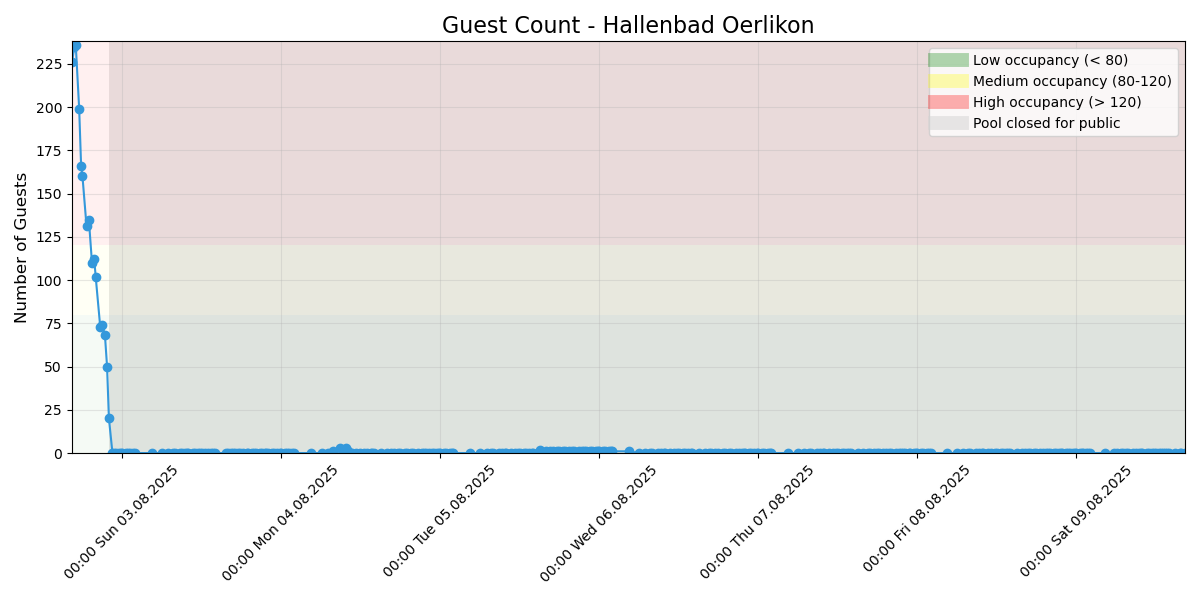 Guest Count - Hallenbad Oerlikon
Number of Guests
225
200
175
150
125
100
75
50
25
0
Low occupancy (< 80)
Medium occupancy (80-120)
High occupancy (> 120)
Pool closed for public
00:00 Sun 03.08.2025
00:00 Mon 04.08.2025
00:00 Tue 05.08.2025
00:00 Wed 06.08.2025
00:00 Thu 07.08.2025
00:00 Fri 08.08.2025
00:00 Sat 09.08.2025